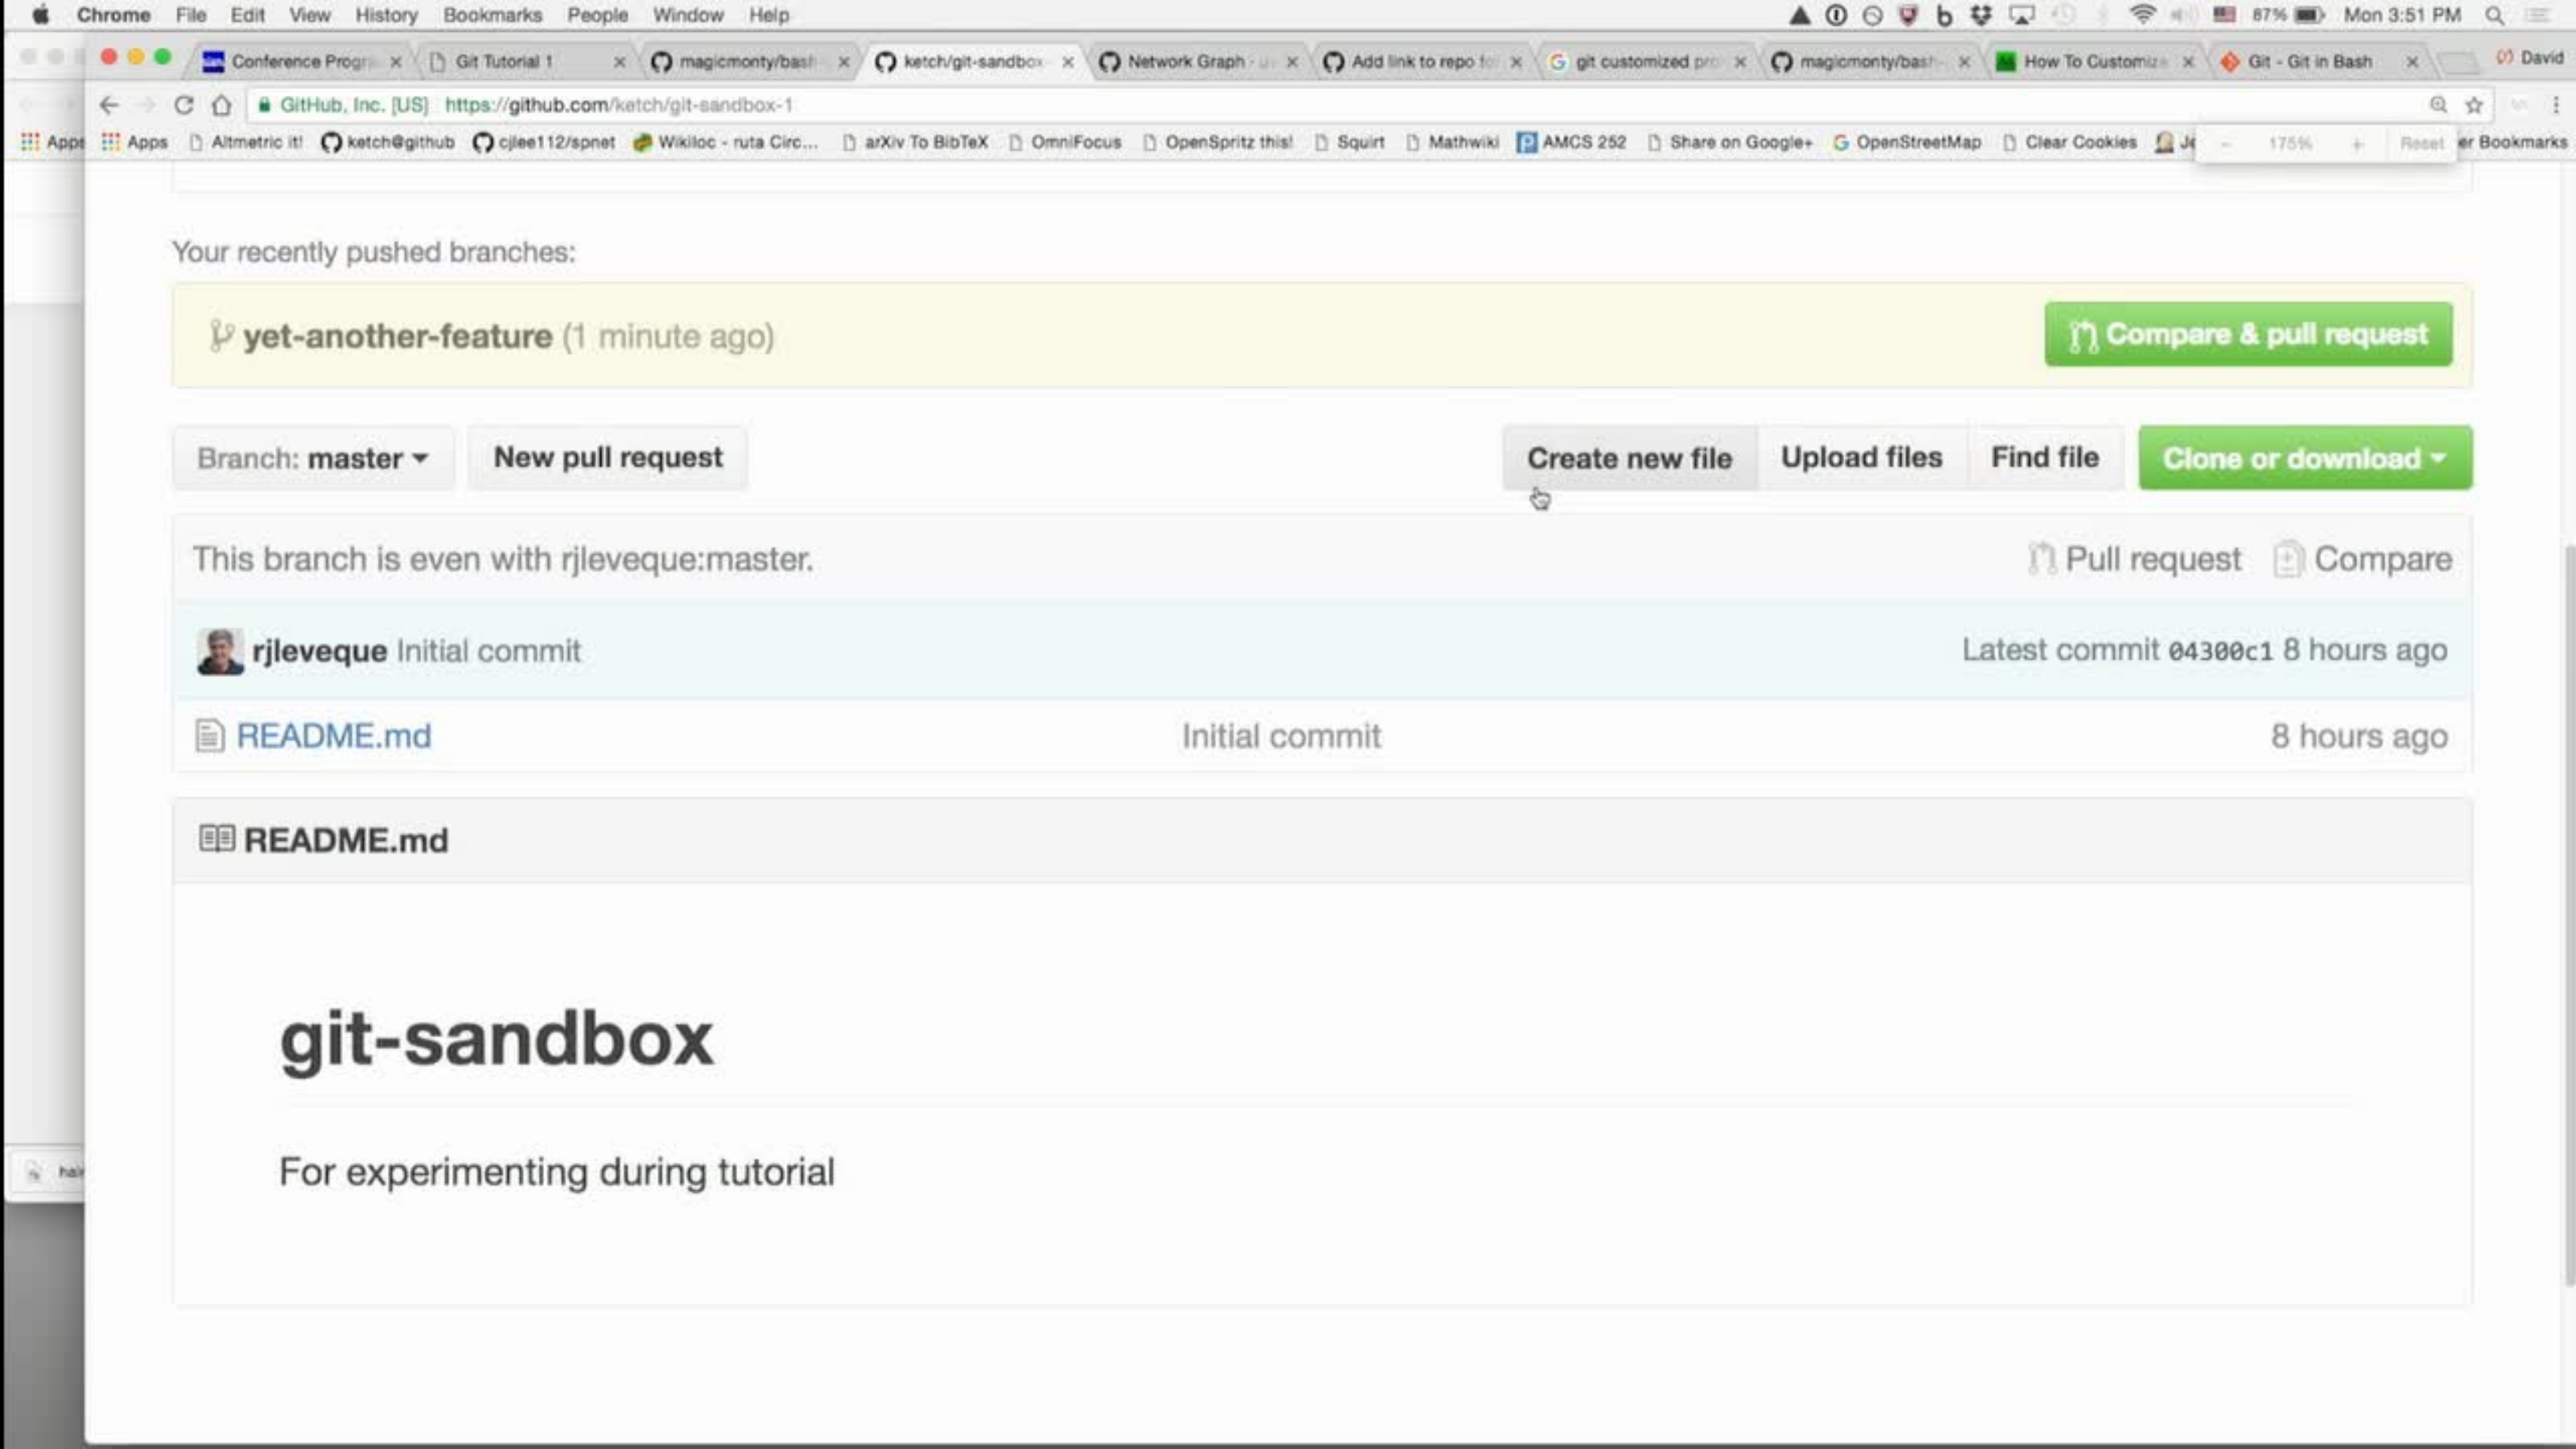 Chrome File Edit View History Bookmarks People Window Help 87% Mon 3:51 PM
Conference Progr Git Tutorial 1 magicmonty/bash ketch/git-sandbox Network Graph Add link to repo fo git customized pro magicmonty/bash- How To Customize Git - Git in Bash David
GitHub, Inc. [US] https://github.com/ketch/git-sandbox-1
Apps Apps Altmetric it! ketch@github cjlee112/spnet Wikiloc - ruta Circ... arXiv To BibTeX OmniFocus OpenSpritz this! Squirt Mathwiki AMCS 252 Share on Google+ OpenStreetMap Clear Cookies - 175% + Reset er Bookmarks
Your recently pushed branches:
yet-another-feature (1 minute ago) Compare & pull request
Branch: master New pull request Create new file Upload files Find file Clone or download
This branch is even with rjleveque:master. Pull request Compare
rjleveque Initial commit Latest commit 04300c1 8 hours ago
README.md Initial commit 8 hours ago
README.md
git-sandbox
For experimenting during tutorial